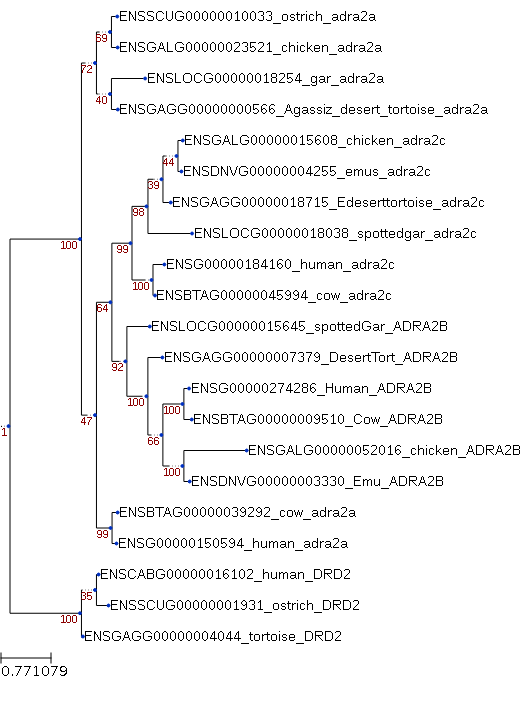 ENSSCUG00000010033_ostrich_adra2a
69
ENSGALG00000023521_chicken_adra2a
72
ENSLOCG00000018254_gar_adra2a
40
ENSGAGG00000000566_Agassiz_desert_tortoise_adra2a
ENSGALG00000015608_chicken_adra2c
44
ENSDNVG00000004255_emus_adra2c
39
ENSGAGG00000018715_Edeserttortoise_adra2c
98
ENSLOCG00000018038_spottedgar_adra2c
100
99
ENSG00000184160_human_adra2c
100
ENSBTAG00000045994_cow_adra2c
64
ENSLOCG00000015645_spottedGar_ADRA2B
92
ENSGAGG00000007379_DesertTort_ADRA2B
ENSG00000274286_Human_ADRA2B
100
100
ENSBTAG00000009510_Cow_ADRA2B
47
1
66
ENSGALG00000052016_chicken_ADRA2B
100
ENSDNVG00000003330_Emu_ADRA2B
ENSBTAG00000039292_cow_adra2a
99
ENSG00000150594_human_adra2a
ENSCABG00000016102_human_DRD2
35
ENSSCUG00000001931_ostrich_DRD2
100
ENSGAGG00000004044_tortoise_DRD2
0.771079